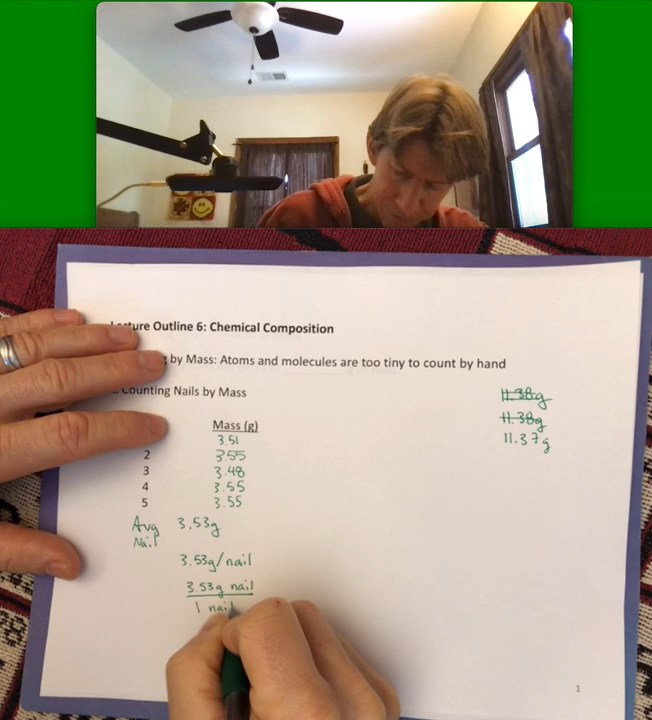 ture Outline 6: Chemical Composition
by Mass: Atoms and molecules are too tiny to count by hand
Counting Nails by Mass
11.38g
11.38g
11.37g
Mass (g)
3.51
2 3.55
3 3.48
4 3.55
5 3.55
Avg Nail 3.53g
3.53g/nail
3.53g nail
1 nail
1